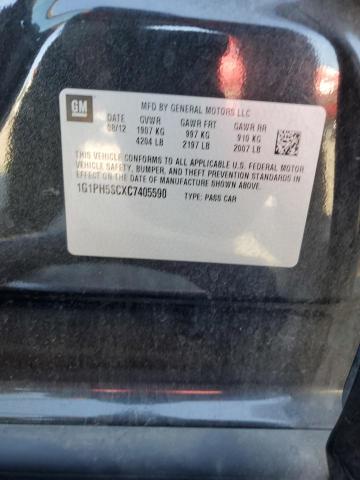 GM
MFD BY GENERAL MOTORS LLC
DATE GVWR GAWR FRT GAWR RR
08/12 1907 KG 997 KG 910 KG
4204 LB 2197 LB 2007 LB
THIS VEHICLE CONFORMS TO ALL APPLICABLE U.S. FEDERAL MOTOR
VEHICLE SAFETY, BUMPER, AND THEFT PREVENTION STANDARDS IN EFFECT ON
THE DATE OF MANUFACTURE SHOWN ABOVE.
1G1PH5SCXC7405590 TYPE: PASS CAR